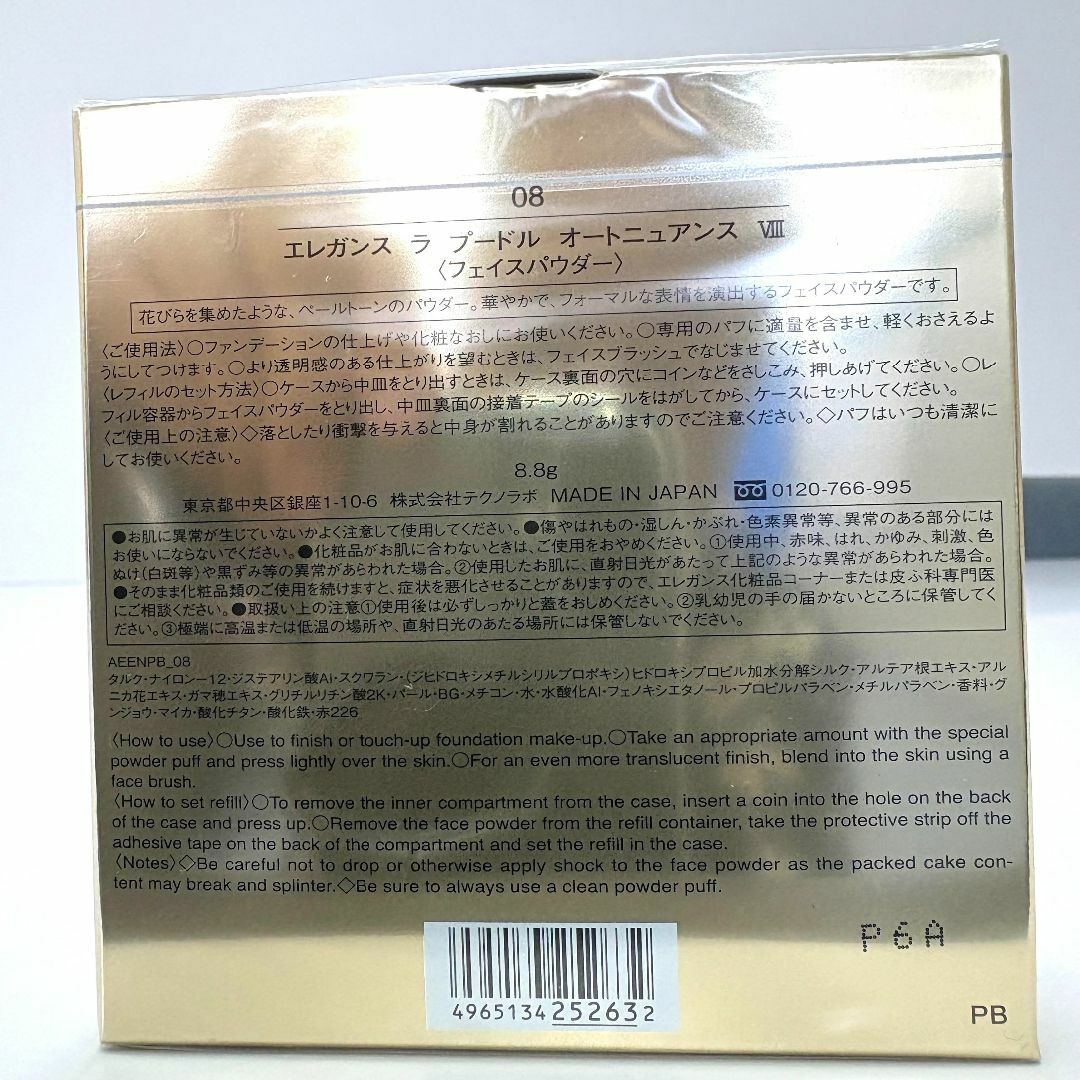 08
エレガンス ラ プードル オートニュアンス Ⅷ
〈フェイスパウダー〉
花びらを集めたような、ペールトーンのパウダー。華やかで、フォーマルな表情を演出するフェイスパウダーです。
〈ご使用法〉○ファンデーションの仕上げや化粧なおしにお使いください。○専用のパフに適量を含ませ、軽くおさえるよ
うにしてつけます。○より透明感のある仕上がりを望むときは、フェイスブラッシュでなじませてください。
〈レフィルのセット方法〉○ケースから中皿をとり出すときは、ケース裏面の穴にコインなどをさしこみ、押しあげてください。○レ
フィル容器からフェイスパウダーをとり出し、中皿裏面の接着テープのシールをはがしてから、ケースにセットしてください。
〈ご使用上の注意〉◇落としたり衝撃を与えると中身が割れることがありますのでご注意ください。◇パフはいつも清潔に
してお使いください。
8.8g
東京都中央区銀座1-10-6 株式会社テクノラボ MADE IN JAPAN 0120-766-995
●お肌に異常が生じていないかよく注意して使用してください。●傷やはれもの・湿しん・かぶれ・色素異常等、異常のある部分には
お使いにならないでください。●化粧品がお肌に合わないときは、ご使用をおやめください。①使用中、赤味、はれ、かゆみ、刺激、色
ぬけ(白斑等)や黒ずみ等の異常があらわれた場合。②使用したお肌に、直射日光があたって上記のような異常があらわれた場合。
●そのまま化粧品類のご使用を続けますと、症状を悪化させることがありますので、エレガンス化粧品コーナーまたは皮ふ科専門医
にご相談ください。●取扱い上の注意①使用後は必ずしっかりと蓋をおしめください。②乳幼児の手の届かないところに保管してく
ださい。③極端に高温または低温の場所や、直射日光のあたる場所には保管しないでください。
AEENPB_08
タルク・ナイロン-12・ジステアリン酸Al・スクワラン・(ジヒドロキシメチルシリルプロポキシ)ヒドロキシプロピル加水分解シルク・アルテア根エキス・アル
ニカ花エキス・ガマ穂エキス・グリチルリチン酸2K・パール・BG・メチコン・水・水酸化Al・フェノキシエタノール・プロピルパラベン・メチルパラベン・香料・グ
ンジョウ・マイカ・酸化チタン・酸化鉄・赤226
〈How to use〉○Use to finish or touch-up foundation make-up.○Take an appropriate amount with the special
powder puff and press lightly over the skin.○For an even more translucent finish, blend into the skin using a
face brush.
〈How to set refill〉○To remove the inner compartment from the case, insert a coin into the hole on the back
of the case and press up.○Remove the face powder from the refill container, take the protective strip off the
adhesive tape on the back of the compartment and set the refill in the case.
〈Notes〉◇Be careful not to drop or otherwise apply shock to the face powder as the packed cake con-
tent may break and splinter.◇Be sure to always use a clean powder puff.
P6A
4965134252632
PB